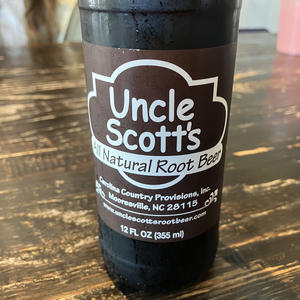 Uncle
Scott's
All Natural Root Beer
Carolina Country Provisions, Inc.
Mooresville, NC 28115
www.unclescottsrootbeer.com
12 FL OZ (355 ml)